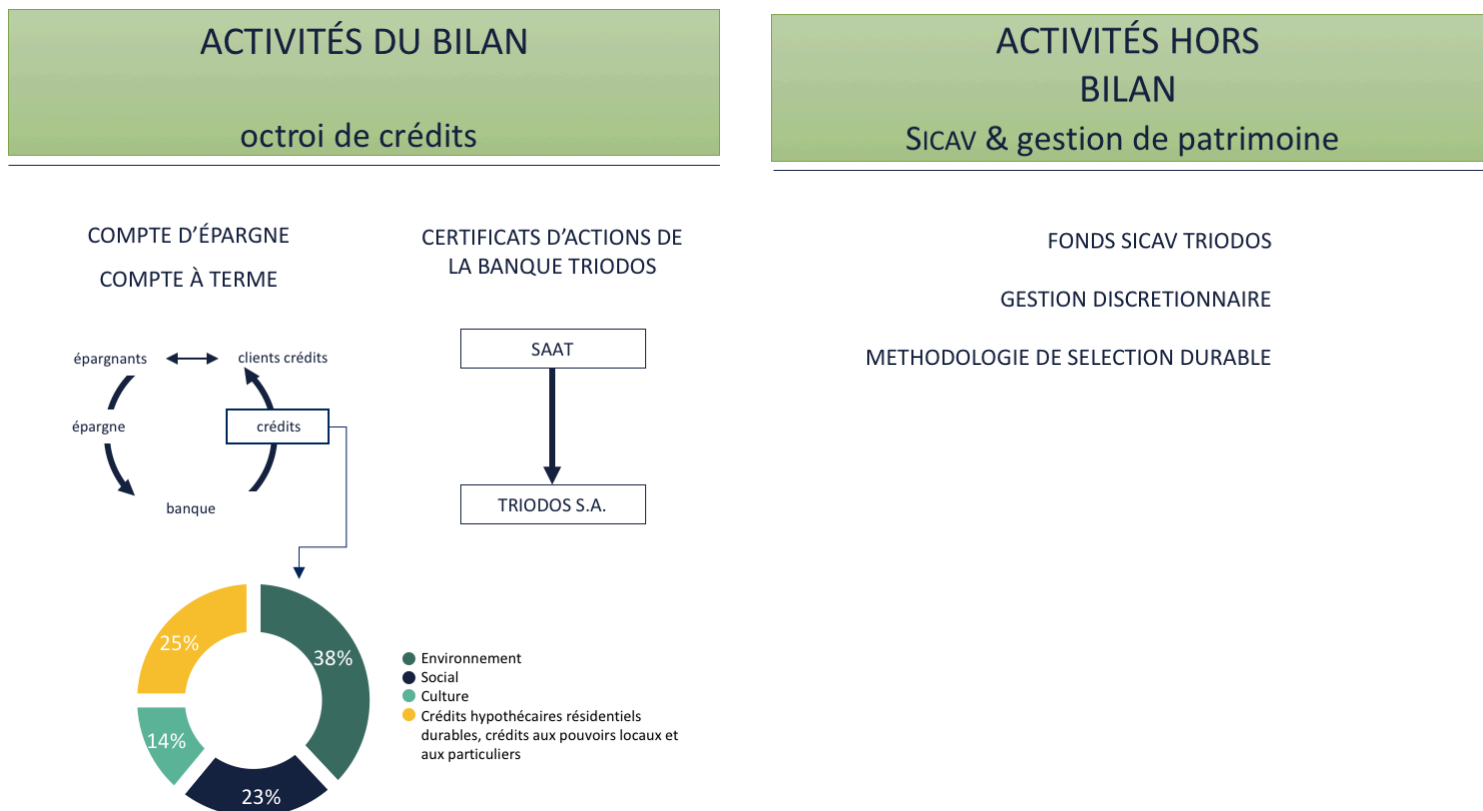 ACTIVITÉS DU BILAN
octroi de crédits
COMPTE D’ÉPARGNE
COMPTE À TERME
CERTIFICATS D’ACTIONS DE
LA BANQUE TRIODOS
épargnants
clients crédits
épargne
crédits
banque
SAAT
TRIODOS S.A.
25%
38%
14%
23%
Environnement
Social
Culture
Crédits hypothécaires résidentiels
durables, crédits aux pouvoirs locaux et
aux particuliers
ACTIVITÉS HORS
BILAN
SICAV & gestion de patrimoine
FONDS SICAV TRIODOS
GESTION DISCRETIONNAIRE
METHODOLOGIE DE SELECTION DURABLE